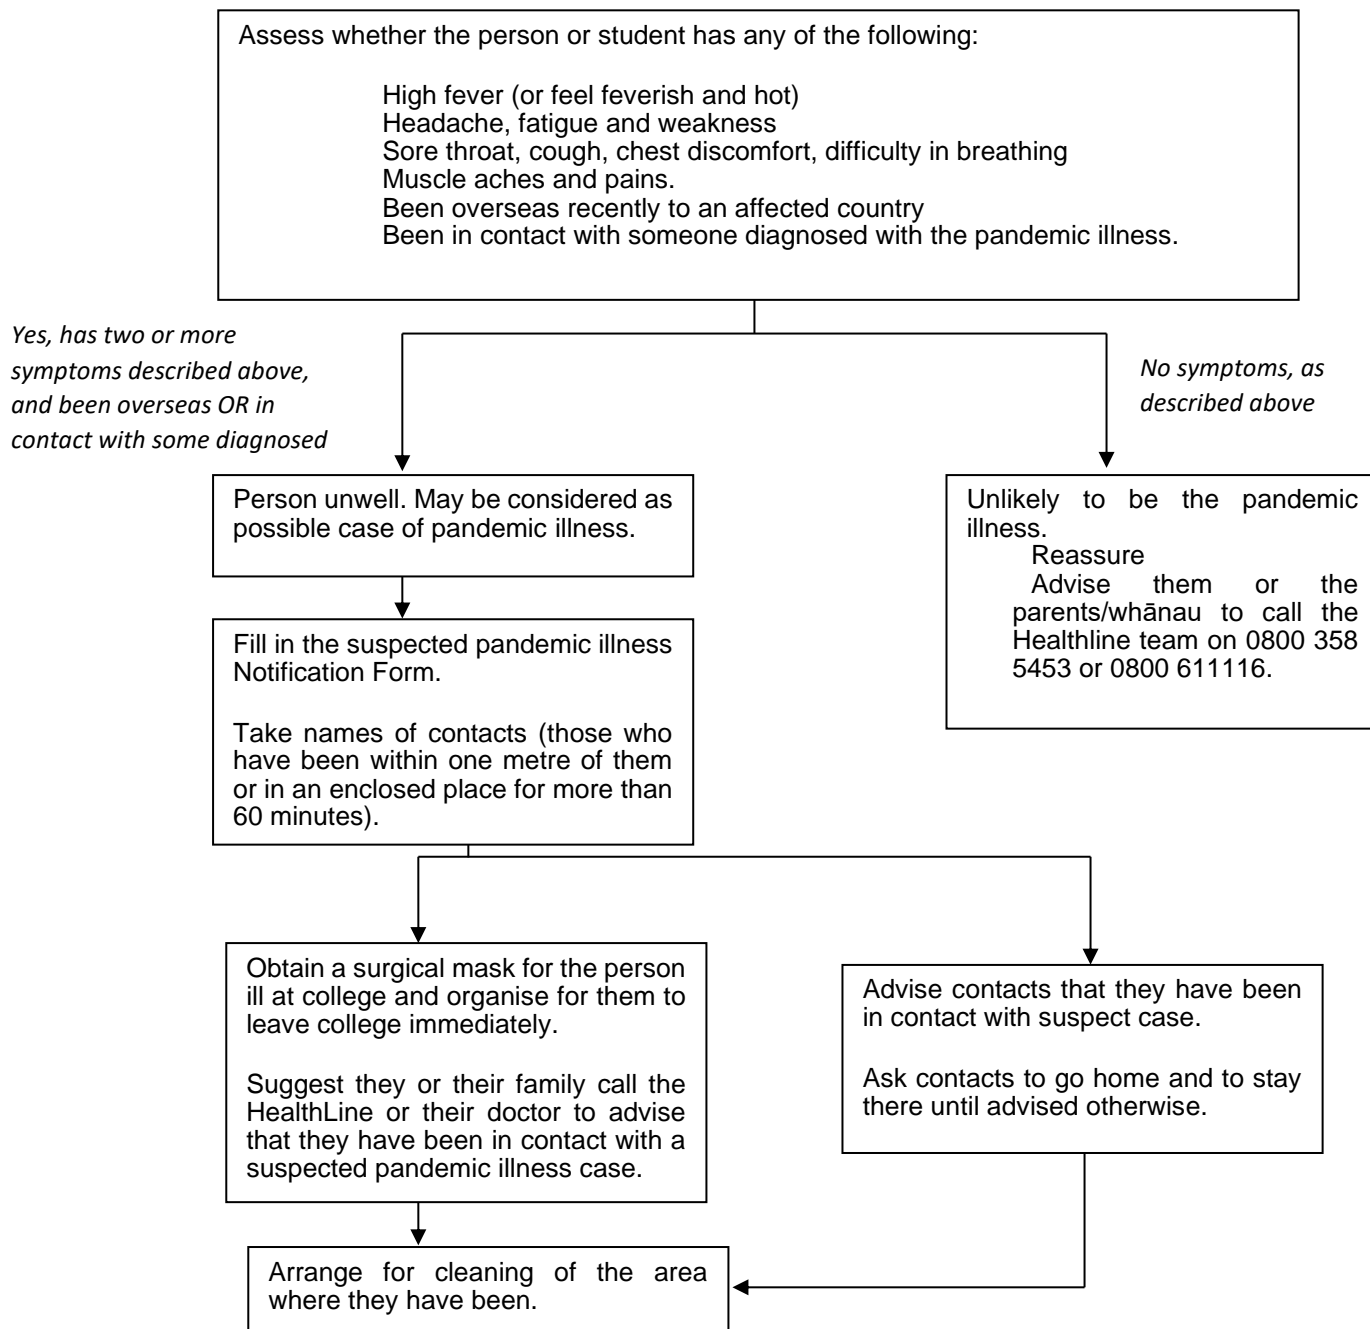 Assess whether the person or student has any of the following:
High fever (or feel feverish and hot)
Headache, fatigue and weakness
Sore throat, cough, chest discomfort, difficulty in breathing
Muscle aches and pains.
Been overseas recently to an affected country
Been in contact with someone diagnosed with the pandemic illness.
Yes, has two or more
symptoms described above,
and been overseas OR in
contact with some diagnosed
No symptoms, as
described above
Person unwell. May be considered as
possible case of pandemic illness.
Unlikely to be the pandemic
illness.
Reassure
Advise them or the
parents/whānau to call the
Healthline team on 0800 358
5453 or 0800 611116.
Fill in the suspected pandemic illness
Notification Form.
Take names of contacts (those who
have been within one metre of them
or in an enclosed place for more than
60 minutes).
Obtain a surgical mask for the person
ill at college and organise for them to
leave college immediately.
Suggest they or their family call the
HealthLine or their doctor to advise
that they have been in contact with a
suspected pandemic illness case.
Advise contacts that they have been
in contact with suspect case.
Ask contacts to go home and to stay
there until advised otherwise.
Arrange for cleaning of the area
where they have been.